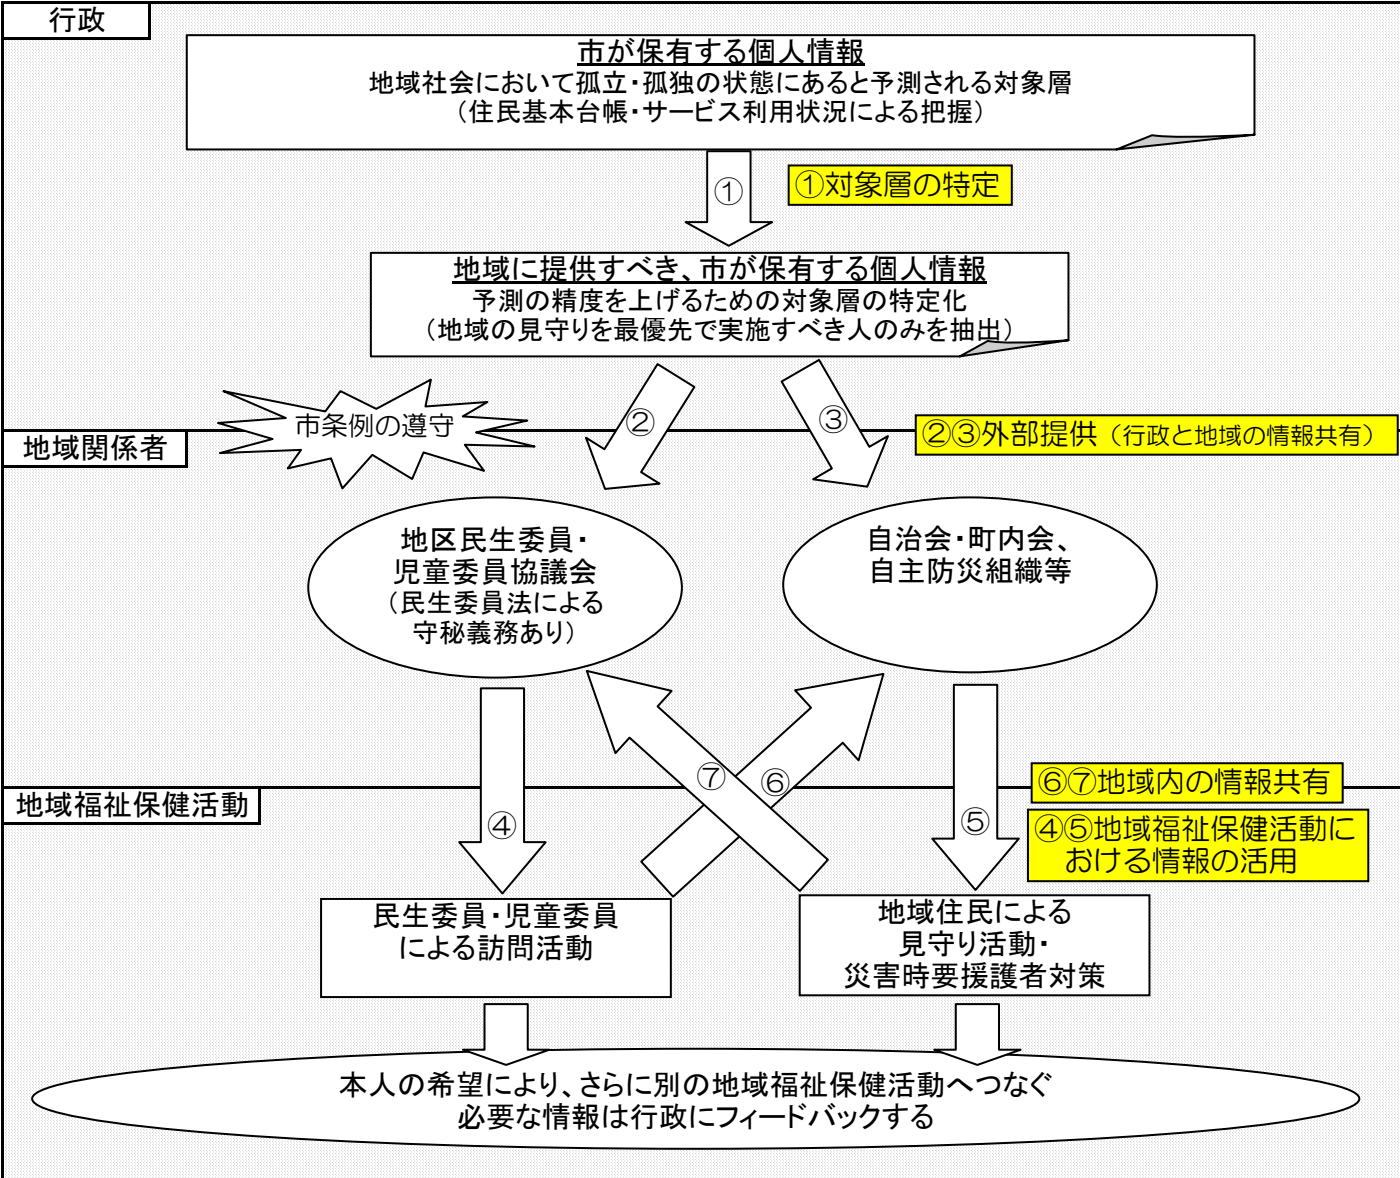 行政
市が保有する個人情報
地域社会において孤立・孤独の状態にあると予測される対象層
（住民基本台帳・サービス利用状況による把握）
①
①対象層の特定
地域に提供すべき、市が保有する個人情報
予測の精度を上げるための対象層の特定化
（地域の見守りを最優先で実施すべき人のみを抽出）
市条例の遵守
②
③
②③外部提供（行政と地域の情報共有）
地域関係者
地区民生委員・
児童委員協議会
（民生委員法による
守秘義務あり）
自治会・町内会、
自主防災組織等
⑦
⑥
⑥⑦地域内の情報共有
地域福祉保健活動
④
⑤
④⑤地域福祉保健活動に
おける情報の活用
民生委員・児童委員
による訪問活動
地域住民による
見守り活動・
災害時要援護者対策
本人の希望により、さらに別の地域福祉保健活動へつなぐ
必要な情報は行政にフィードバックする